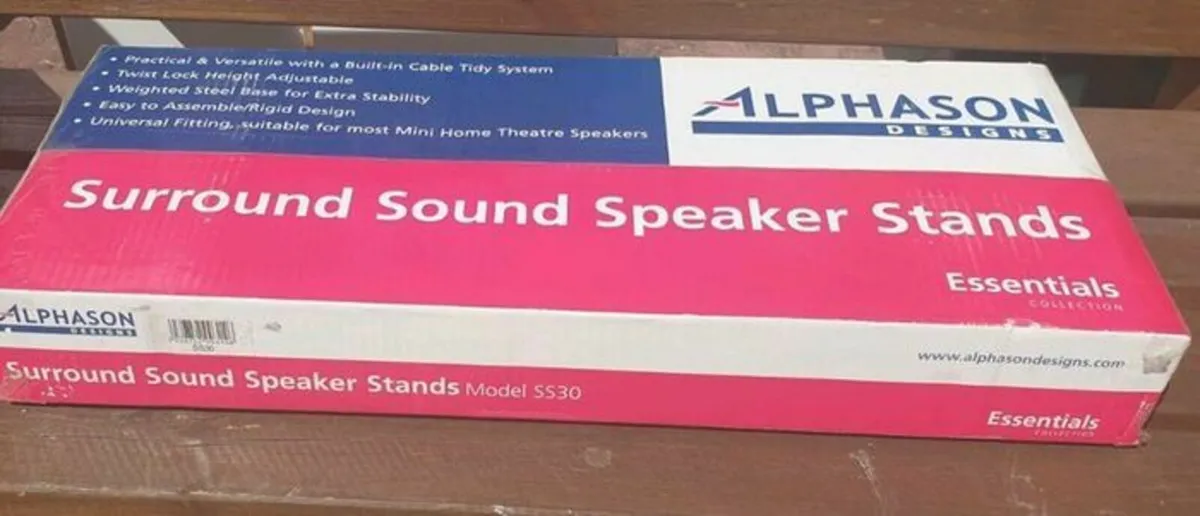 • Practical & Versatile with a Built-in Cable Tidy System
• Twist Lock Height Adjustable
• Weighted Steel Base for Extra Stability
• Easy to Assemble/Rigid Design
• Universal Fitting, suitable for most Mini Home Theatre Speakers
ALPHASON
DESIGNS
Surround Sound Speaker Stands
Essentials
COLLECTION
ALPHASON
DESIGNS
www.alphasondesigns.com
Surround Sound Speaker Stands Model SS30
Essentials
COLLECTION